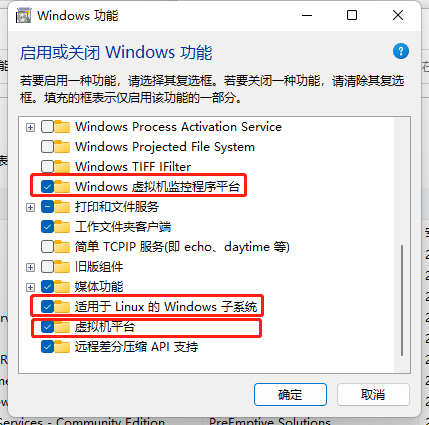 Windows 功能
启用或关闭 Windows 功能
若要启用一种功能，请选择其复选框。若要关闭一种功能，请清除其复选
框。填充的框表示仅启用该功能的一部分。
Windows Process Activation Service
Windows Projected File System
Windows TIFF IFilter
Windows 虚拟机监控程序平台
打印和文件服务
工作文件夹客户端
简单 TCPIP 服务(即 echo、daytime 等)
旧版组件
媒体功能
适用于 Linux 的 Windows 子系统
虚拟机平台
远程差分压缩 API 支持
确定
取消
Services - Community Edition
PreEmptive Solutions